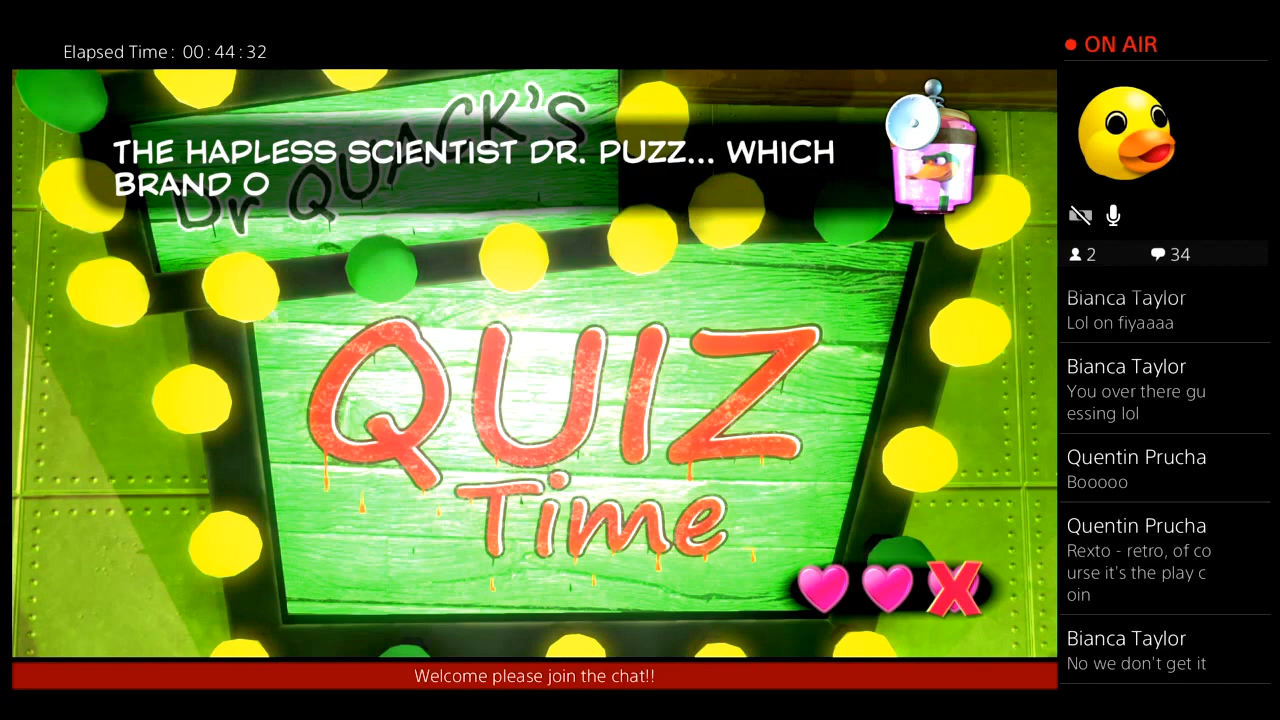 Elapsed Time: 00:44:32
ON AIR
Dr QUACK'S
THE HAPLESS SCIENTIST DR. PUZZ... WHICH
BRAND O
QUIZ
Time
X
Welcome please join the chat!!
2 34
Bianca Taylor
Lol on fiyaaaa
Bianca Taylor
You over there gu
essing lol
Quentin Prucha
Booooo
Quentin Prucha
Rexto - retro, of co
urse it's the play c
oin
Bianca Taylor
No we don't get it